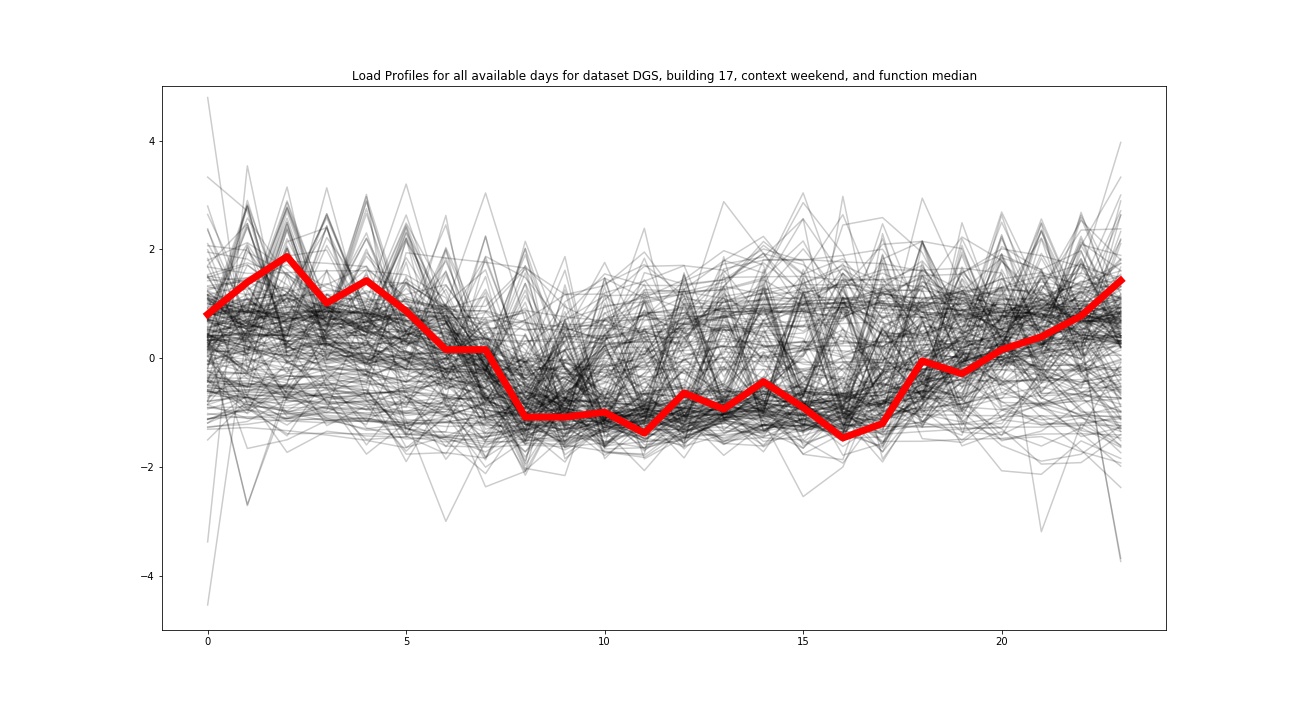 Load Profiles for all available days for dataset DGS, building 17, context weekend, and function median
4
2
0
−2
−4
0 5 10 15 20